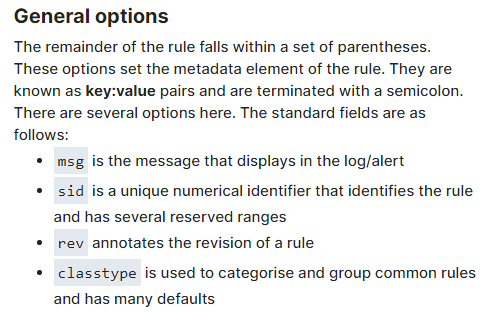 General options
The remainder of the rule falls within a set of parentheses.
These options set the metadata element of the rule. They are
known as key:value pairs and are terminated with a semicolon.
There are several options here. The standard fields are as
follows:
• msg is the message that displays in the log/alert
• sid is a unique numerical identifier that identifies the rule
and has several reserved ranges
• rev annotates the revision of a rule
• classtype is used to categorise and group common rules
and has many defaults